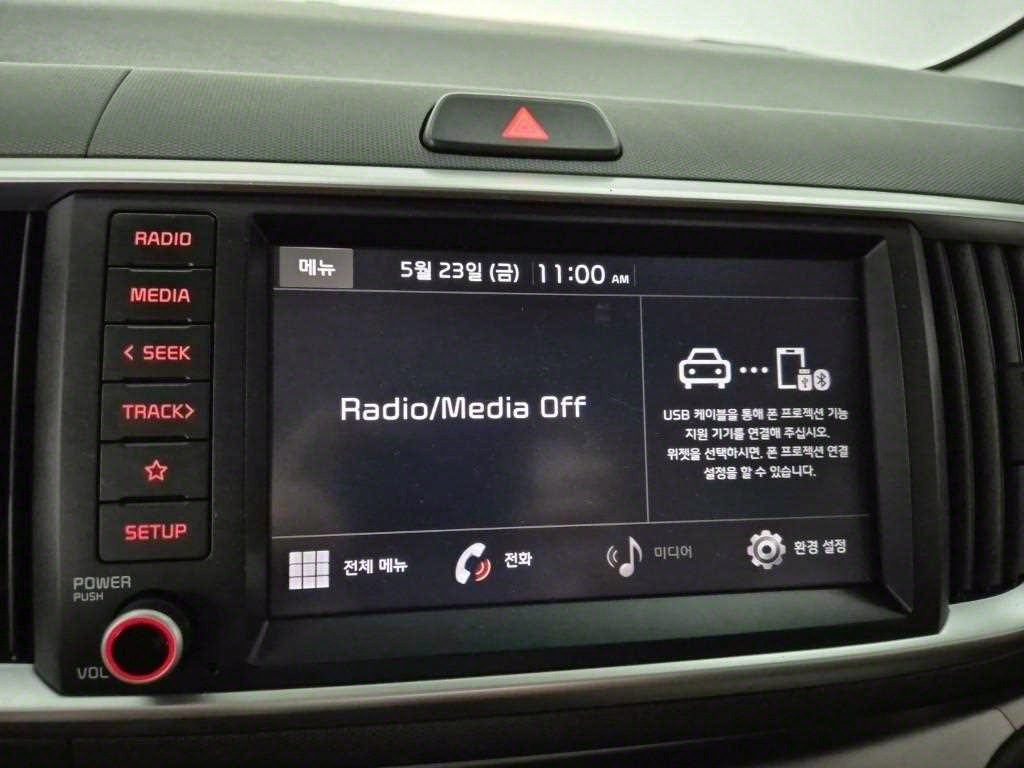 RADIO
MEDIA
< SEEK
TRACK>
SETUP
POWER
PUSH
VOL
메뉴
5월 23일 (금) 11:00 AM
Radio/Media Off
USB 케이블을 통해 폰 프로젝션 기능
지원 기기를 연결해 주십시오.
위젯을 선택하시면, 폰 프로젝션 연결
설정을 할 수 있습니다.
전체 메뉴
전화
미디어
환경 설정